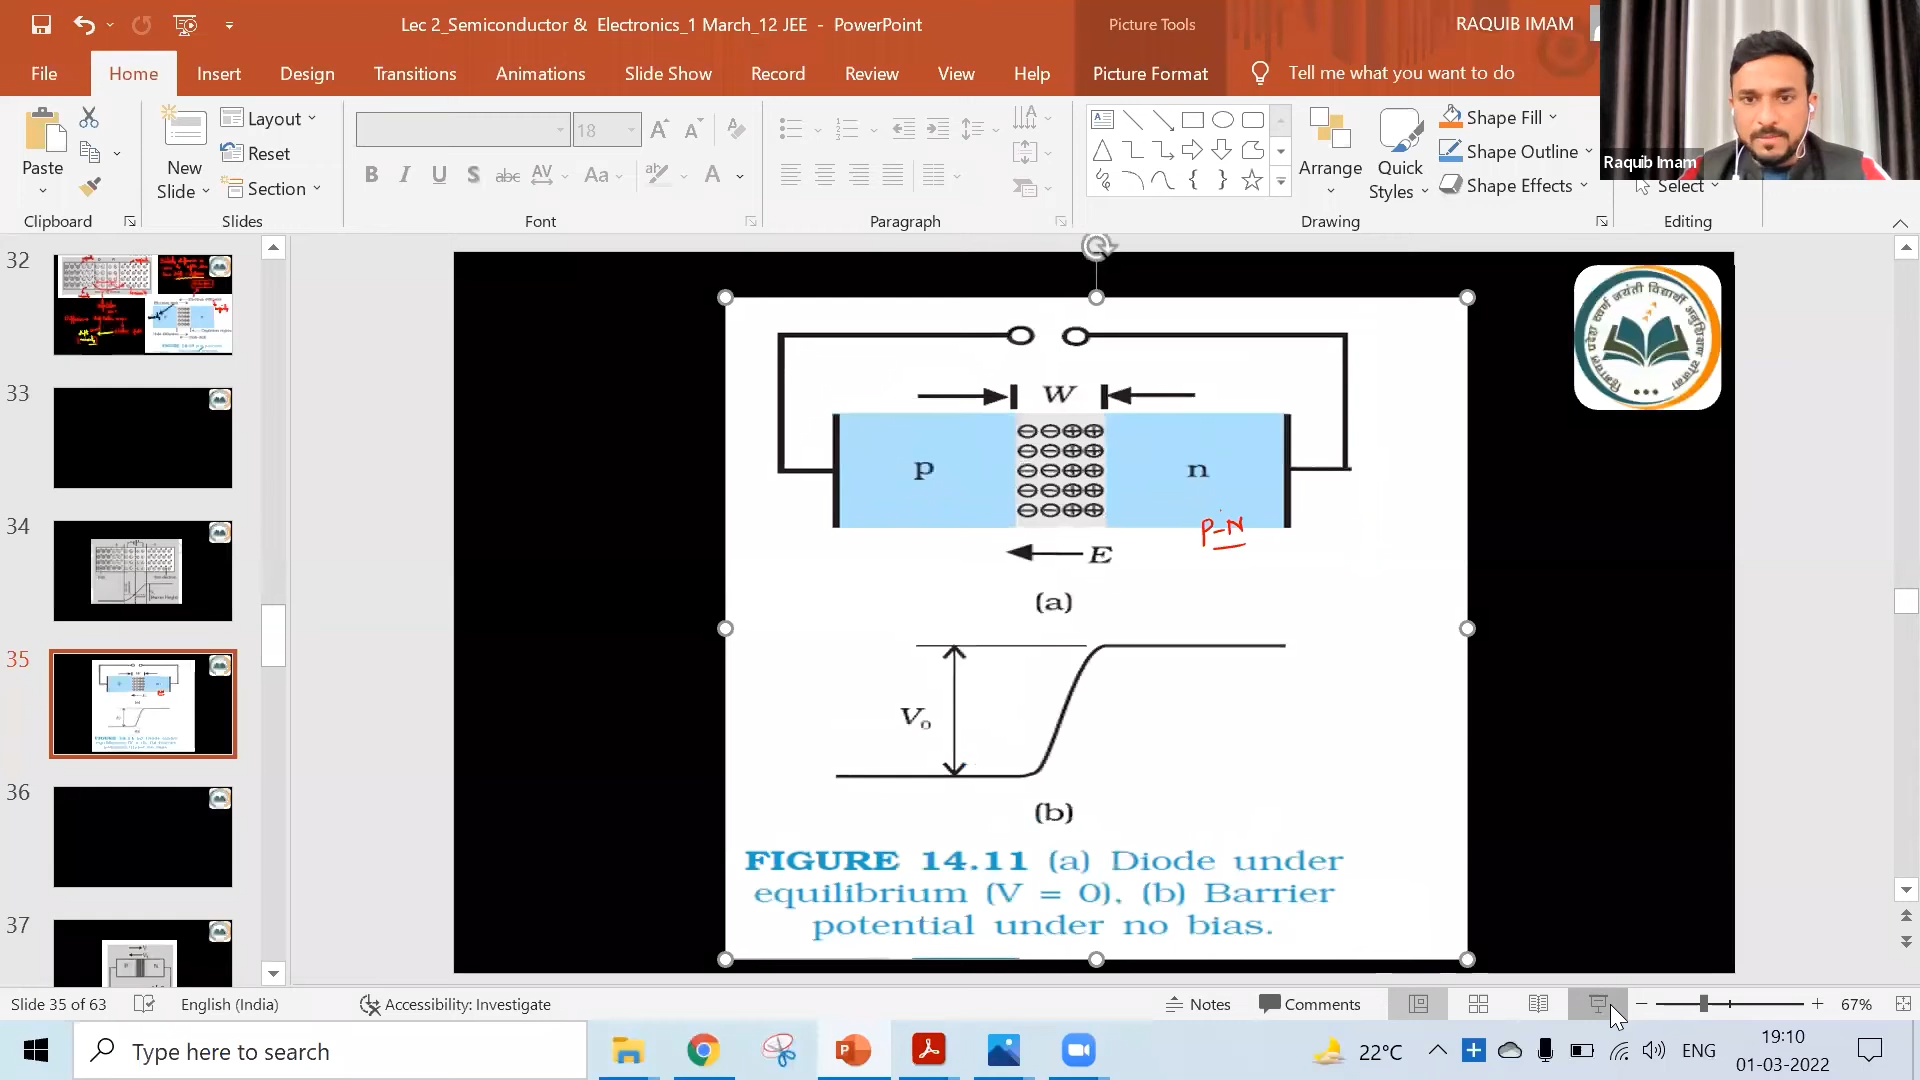 Lec 2_Semiconductor & Electronics_1 March_12 JEE - PowerPoint
Picture Tools
RAQUIB IMAM
File Home Insert Design Transitions Animations Slide Show Record Review View Help Picture Format Tell me what you want to do
Paste
New Slide
Layout
Reset
Section
18
B I U S abc AV Aa A
Arrange
Quick Styles
Shape Fill
Shape Outline
Shape Effects
Select
Raquib Imam
Clipboard Slides Font Paragraph Drawing Editing
32
33
34
35
36
37
W
p n
P-N
E
(a)
V₀
(b)
FIGURE 14.11 (a) Diode under
equilibrium (V = 0), (b) Barrier
potential under no bias.
Slide 35 of 63 English (India) Accessibility: Investigate Notes Comments 67%
Type here to search
22°C ENG
19:10
01-03-2022